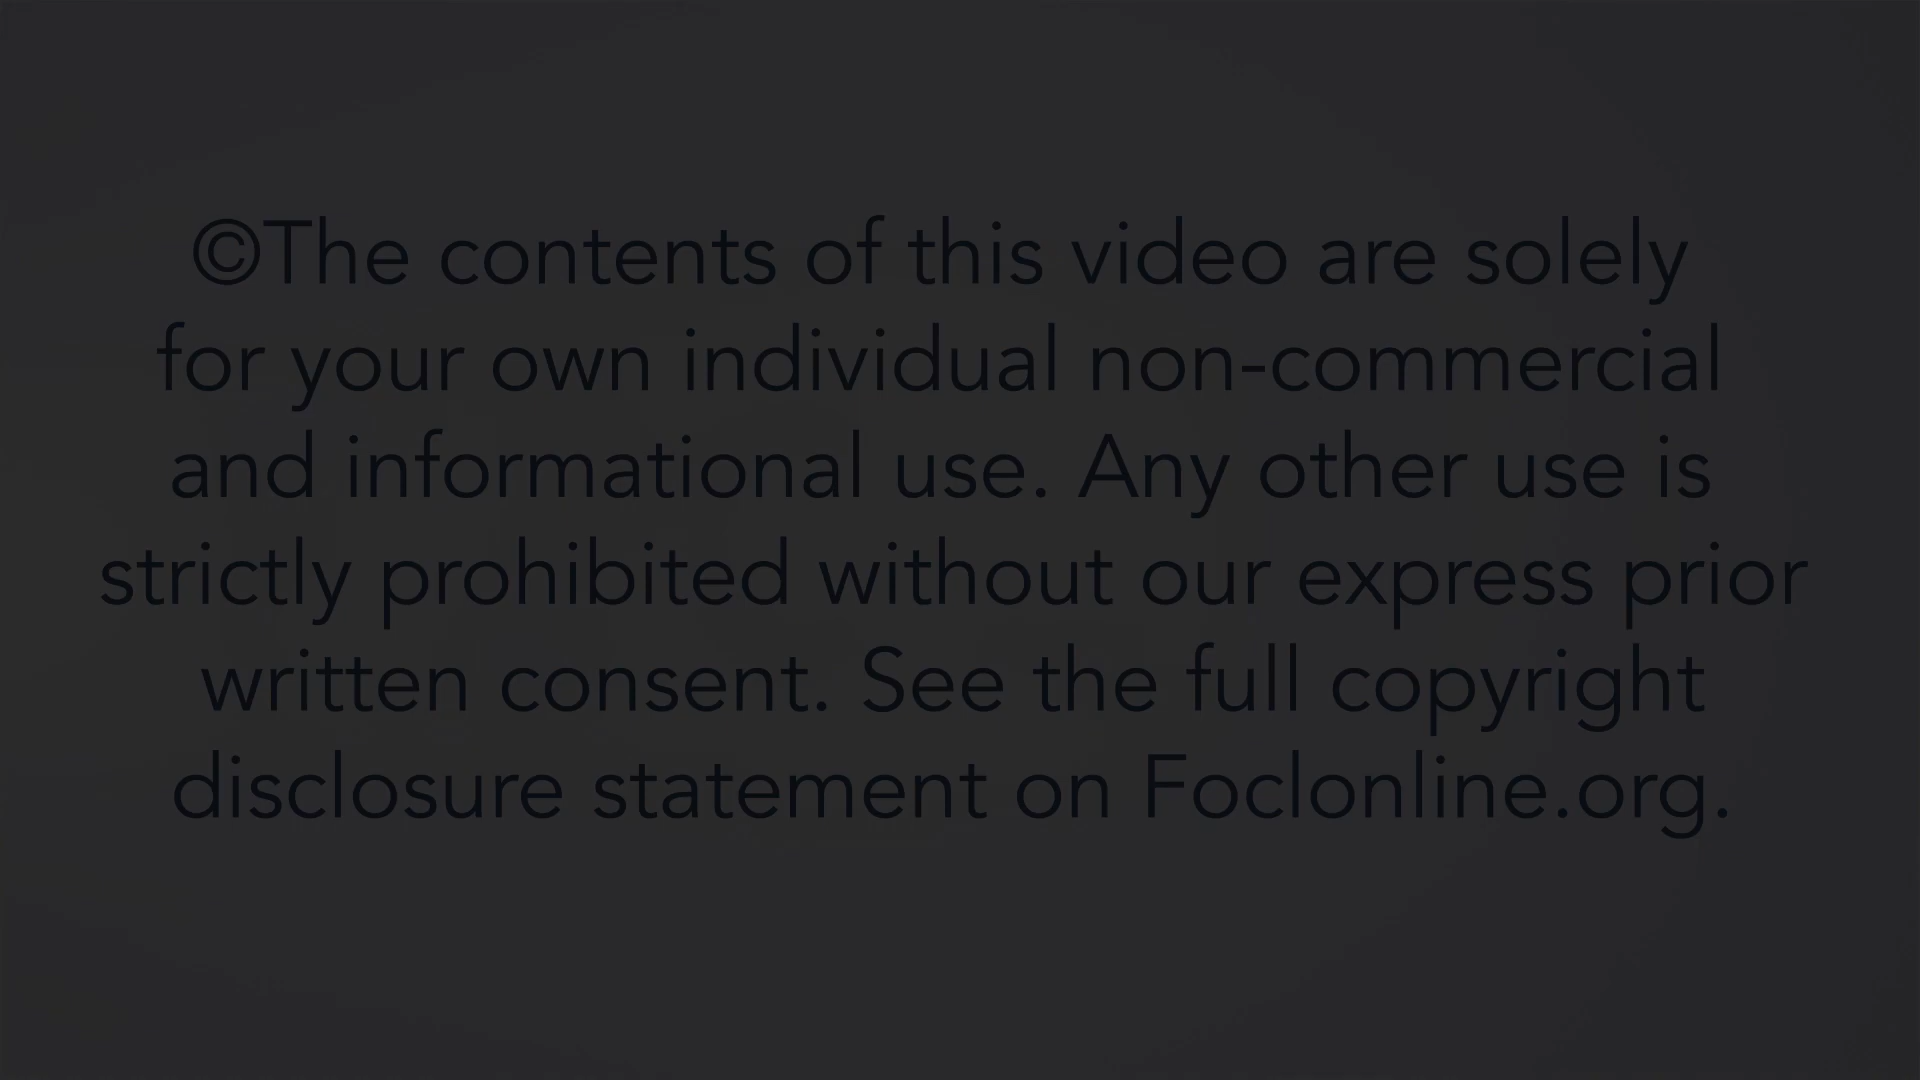 ©The contents of this video are solely
for your own individual non-commercial
and informational use. Any other use is
strictly prohibited without our express prior
written consent. See the full copyright
disclosure statement on Foclonline.org.